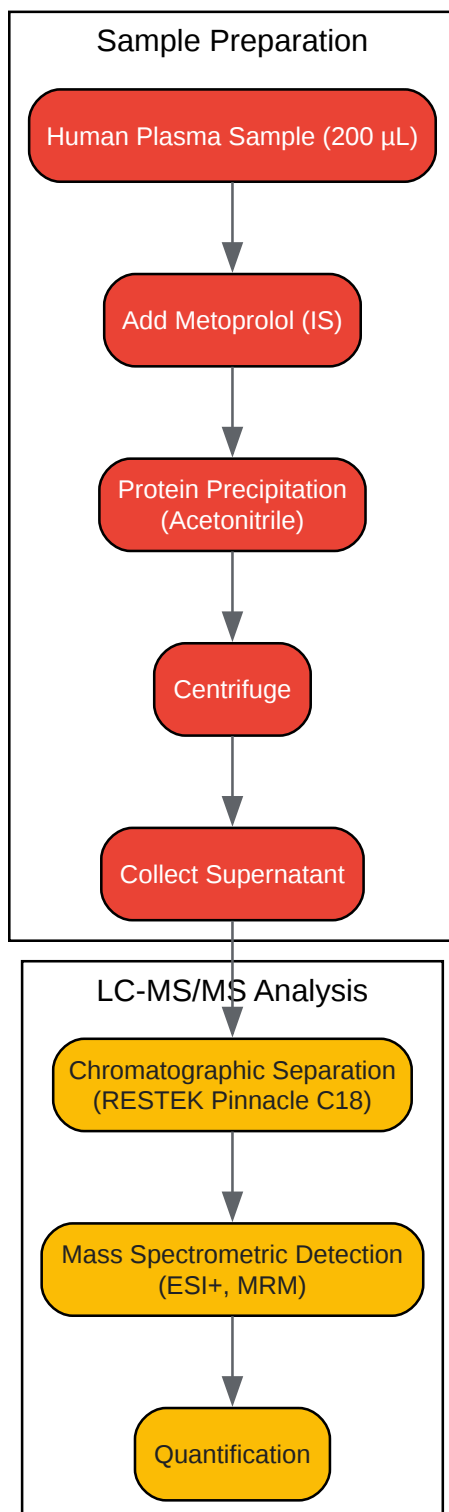 Sample Preparation
Human Plasma Sample (200 µL)
Add Metoprolol (IS)
Protein Precipitation
(Acetonitrile)
Centrifuge
Collect Supernatant
LC-MS/MS Analysis
Chromatographic Separation
(RESTEK Pinnacle C18)
Mass Spectrometric Detection
(ESI+, MRM)
Quantification